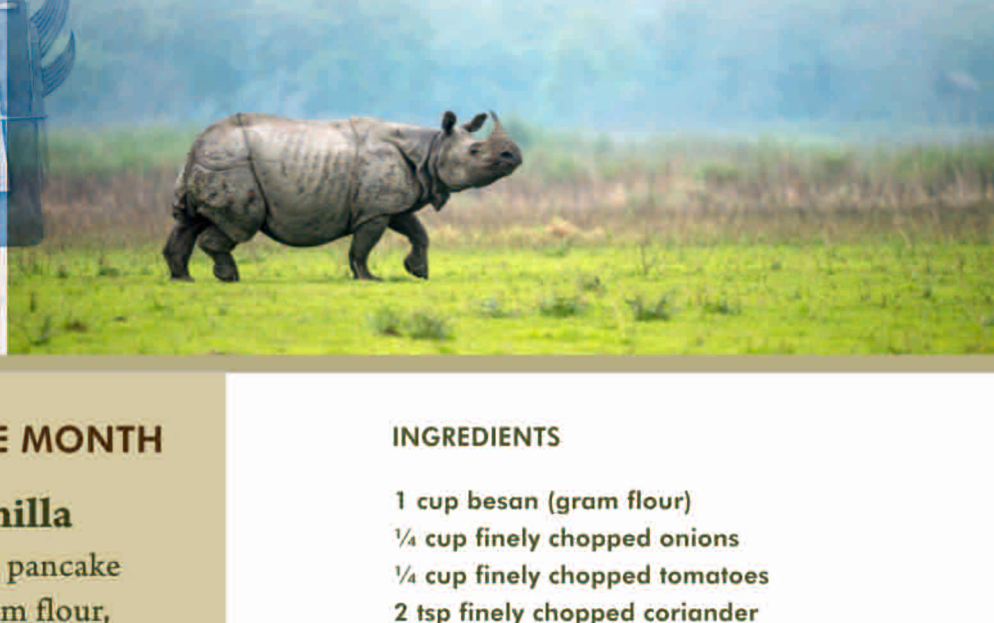 E MONTH
nilla
pancake
m flour,
INGREDIENTS
1 cup besan (gram flour)
¼ cup finely chopped onions
¼ cup finely chopped tomatoes
2 tsp finely chopped coriander